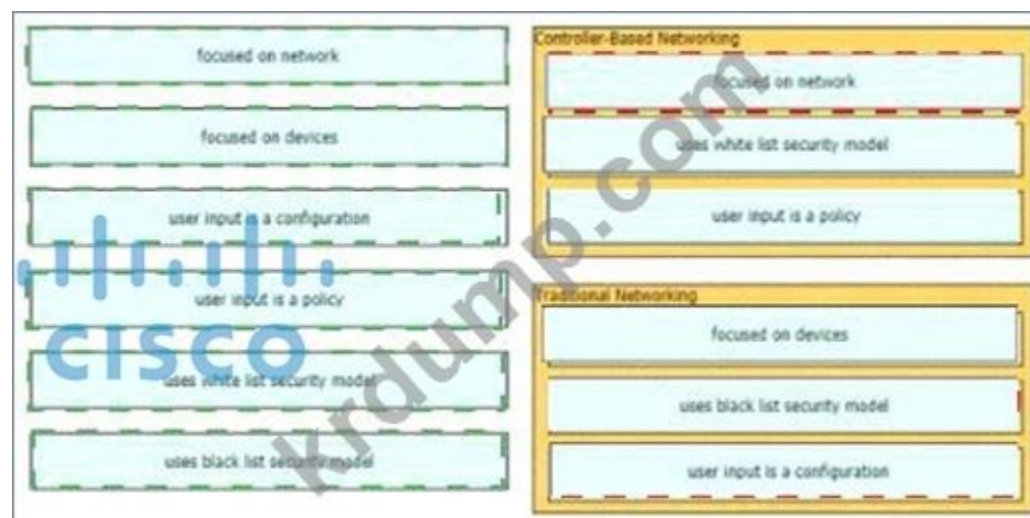 focused on network
focused on devices
user input is a configuration
user input is a policy
uses white list security model
uses black list security model
CISCO
Controller-Based Networking
focused on network
uses white list security model
user input is a policy
Traditional Networking
focused on devices
uses black list security model
user input is a configuration
krdump.com